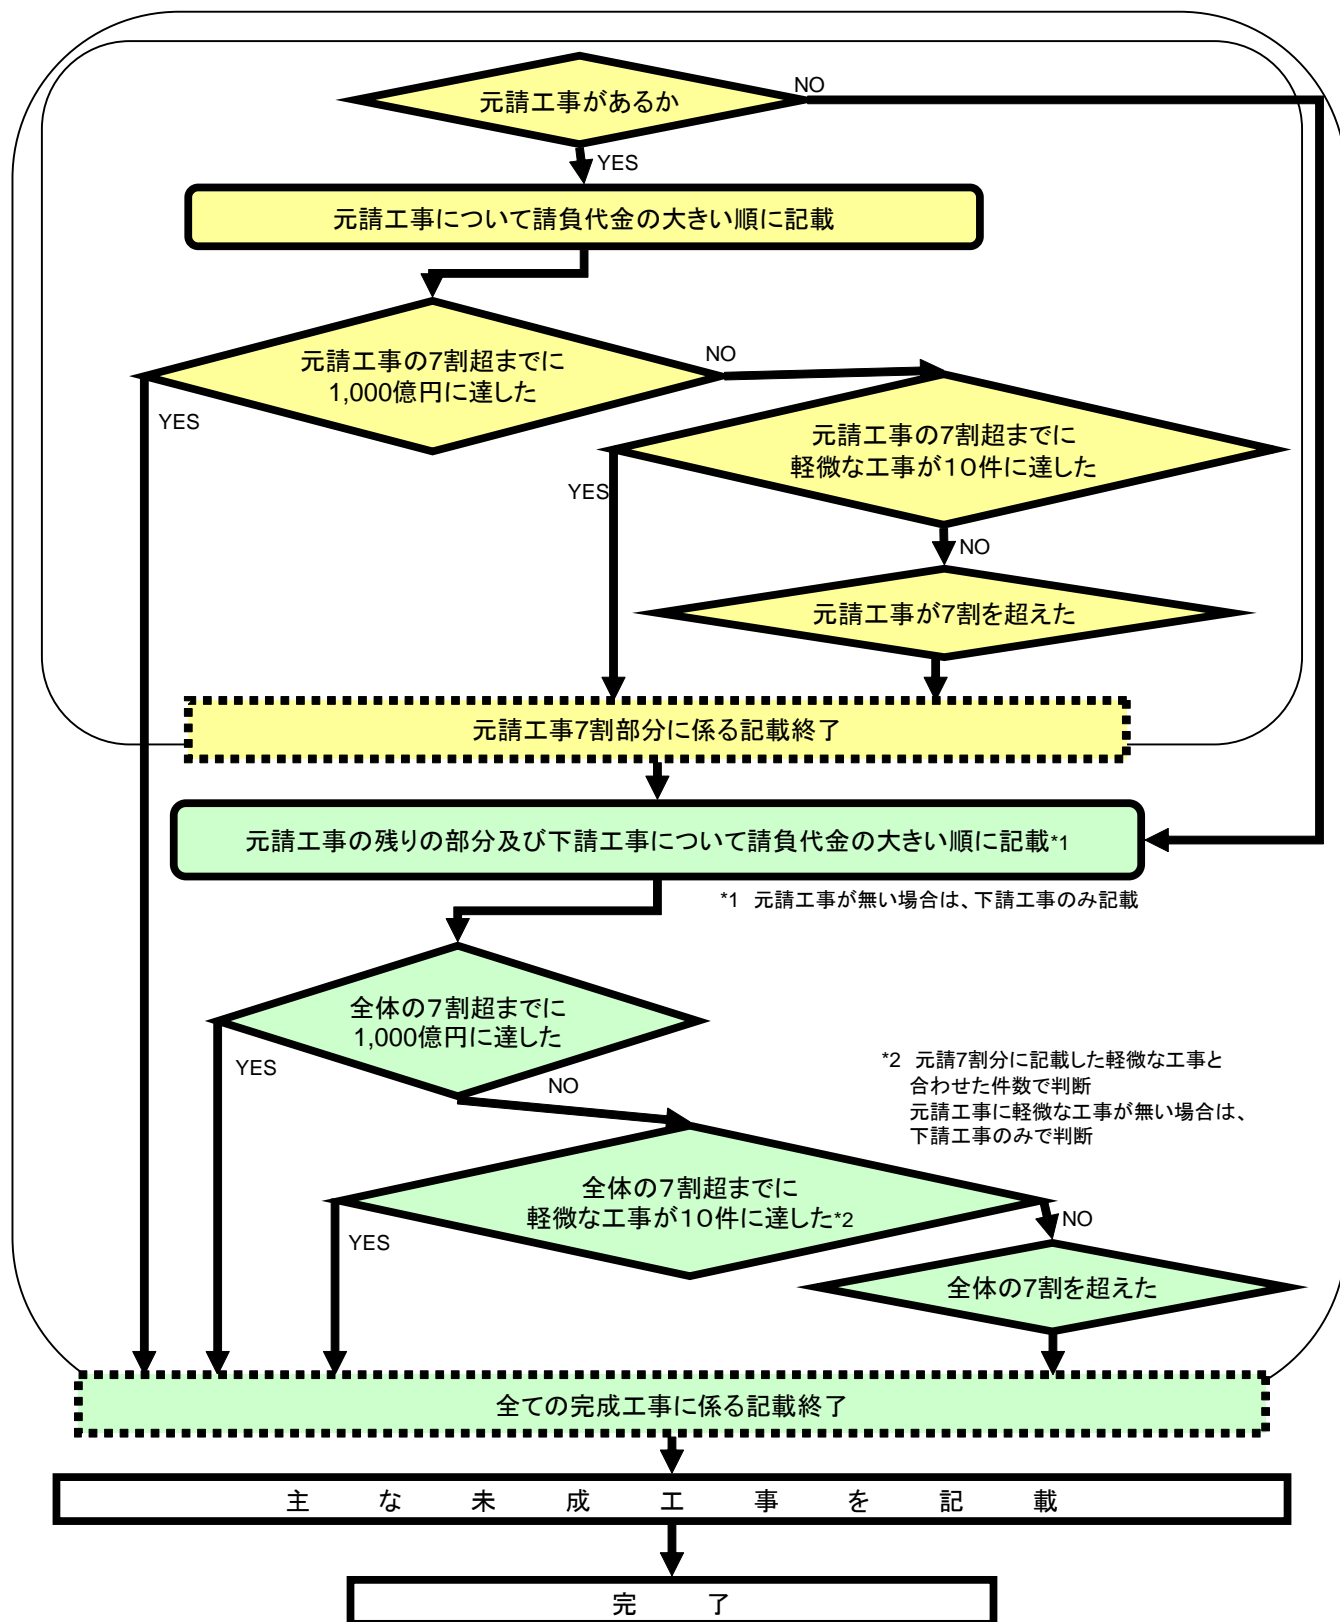 元請工事があるか
NO
YES
元請工事について請負代金の大きい順に記載
元請工事の7割超までに
1,000億円に達した
NO
YES
元請工事の7割超までに
軽微な工事が10件に達した
YES
NO
元請工事が7割を超えた
元請工事7割部分に係る記載終了
元請工事の残りの部分及び下請工事について請負代金の大きい順に記載*1
*1 元請工事が無い場合は、下請工事のみ記載
全体の7割超までに
1,000億円に達した
YES
NO
*2 元請7割分に記載した軽微な工事と
合わせた件数で判断
元請工事に軽微な工事が無い場合は、
下請工事のみで判断
全体の7割超までに
軽微な工事が10件に達した*2
YES
NO
全体の7割を超えた
全ての完成工事に係る記載終了
主な未成工事を記載
完了